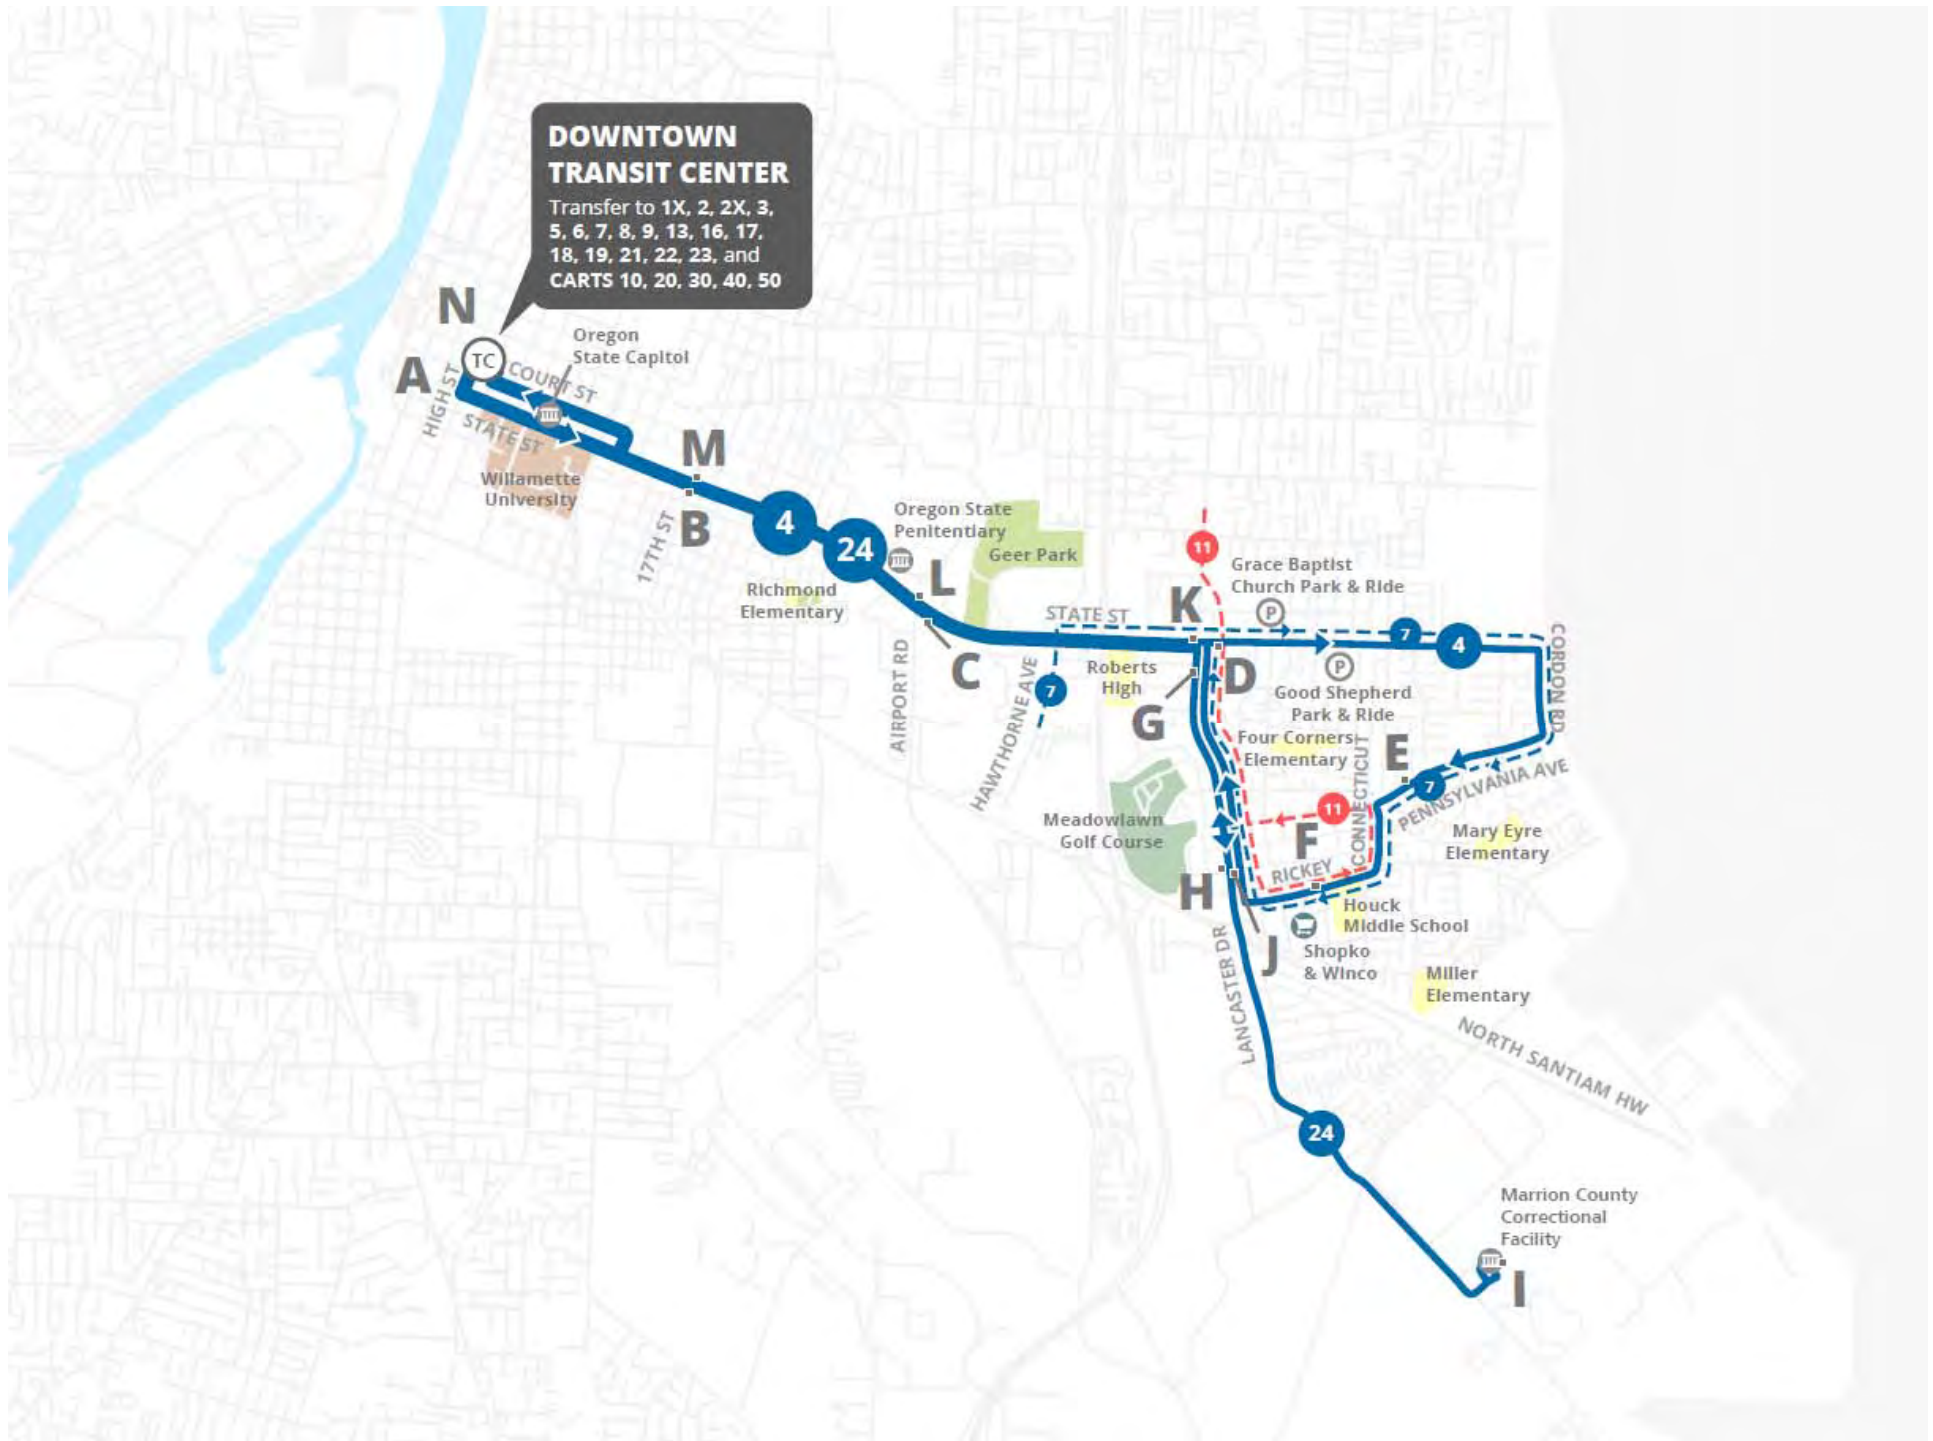 DOWNTOWN
TRANSIT CENTER
Transfer to 1X, 2, 2X, 3,
5, 6, 7, 8, 9, 13, 16, 17,
18, 19, 21, 22, 23, and
CARTS 10, 20, 30, 40, 50
N
A
TC
Oregon
State Capitol
COURT ST
HIGH ST
STATE ST
Willamette
University
M
B
17TH ST
4
24
Oregon State
Penitentiary
Geer Park
Richmond
Elementary
L
C
AIRPORT RD
HAWTHORNE AVE
7
STATE ST
Roberts
High
K
11
Grace Baptist
Church Park & Ride
P
7
4
CORDON RD
D
P
Good Shepherd
Park & Ride
G
Four Corners
Elementary
CONNECTICUT
E
7
PENNSYLVANIA AVE
Meadowlawn
Golf Course
11
F
RICKEY
Mary Eyre
Elementary
H
Houck
Middle School
J
Shopko
& Winco
LANCASTER DR
Miller
Elementary
NORTH SANTIAM HW
24
Marrion County
Correctional
Facility
I